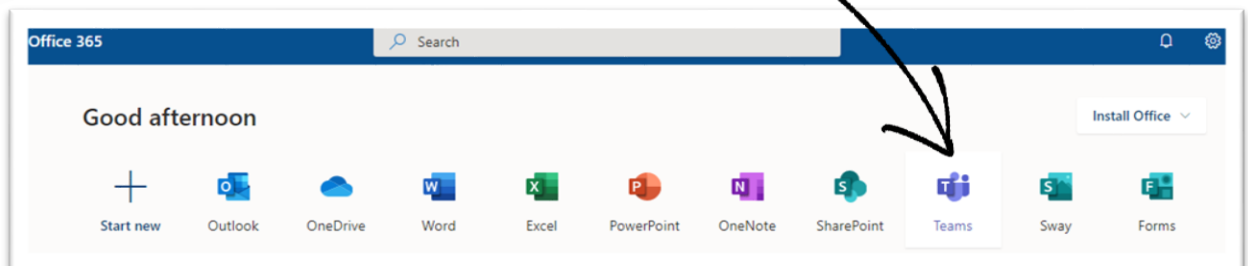 Office 365
Search
Good afternoon
Install Office
Start new
Outlook
OneDrive
Word
Excel
PowerPoint
OneNote
SharePoint
Teams
Sway
Forms